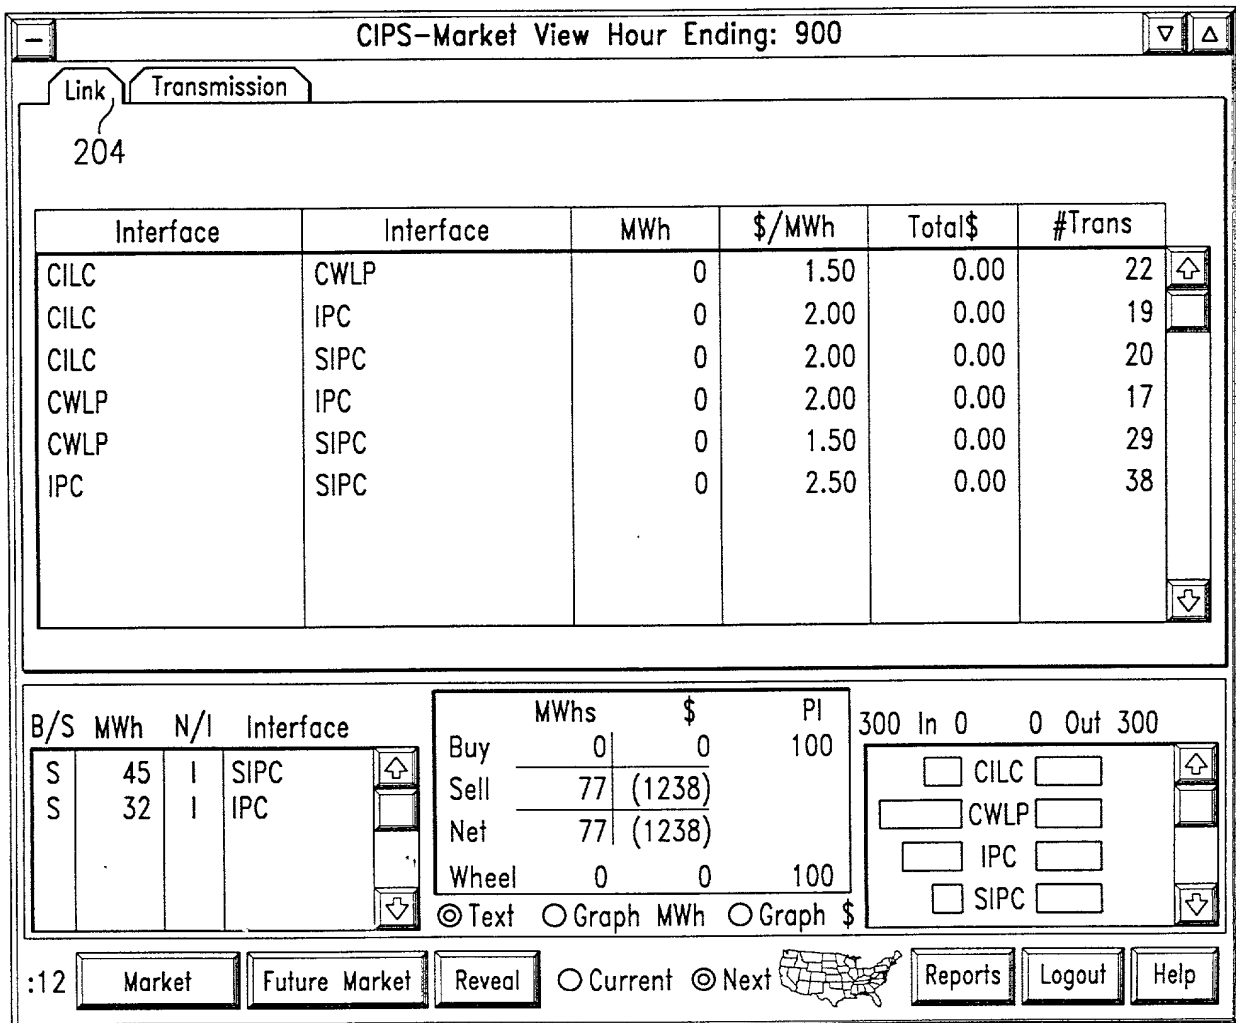 CIPS-Market View Hour Ending: 900
Link Transmission
204
Interface Interface MWh $/MWh Total$ #Trans
CILC CWLP 0 1.50 0.00 22
CILC IPC 0 2.00 0.00 19
CILC SIPC 0 2.00 0.00 20
CWLP IPC 0 2.00 0.00 17
CWLP SIPC 0 1.50 0.00 29
IPC SIPC 0 2.50 0.00 38
B/S MWh N/I Interface
S 45 I SIPC
S 32 I IPC
MWhs $ PI
Buy 0 0 100
Sell 77 (1238)
Net 77 (1238)
Wheel 0 0 100
Text Graph MWh Graph $
300 In 0 0 Out 300
CILC
CWLP
IPC
SIPC
:12 Market Future Market Reveal Current Next Reports Logout Help